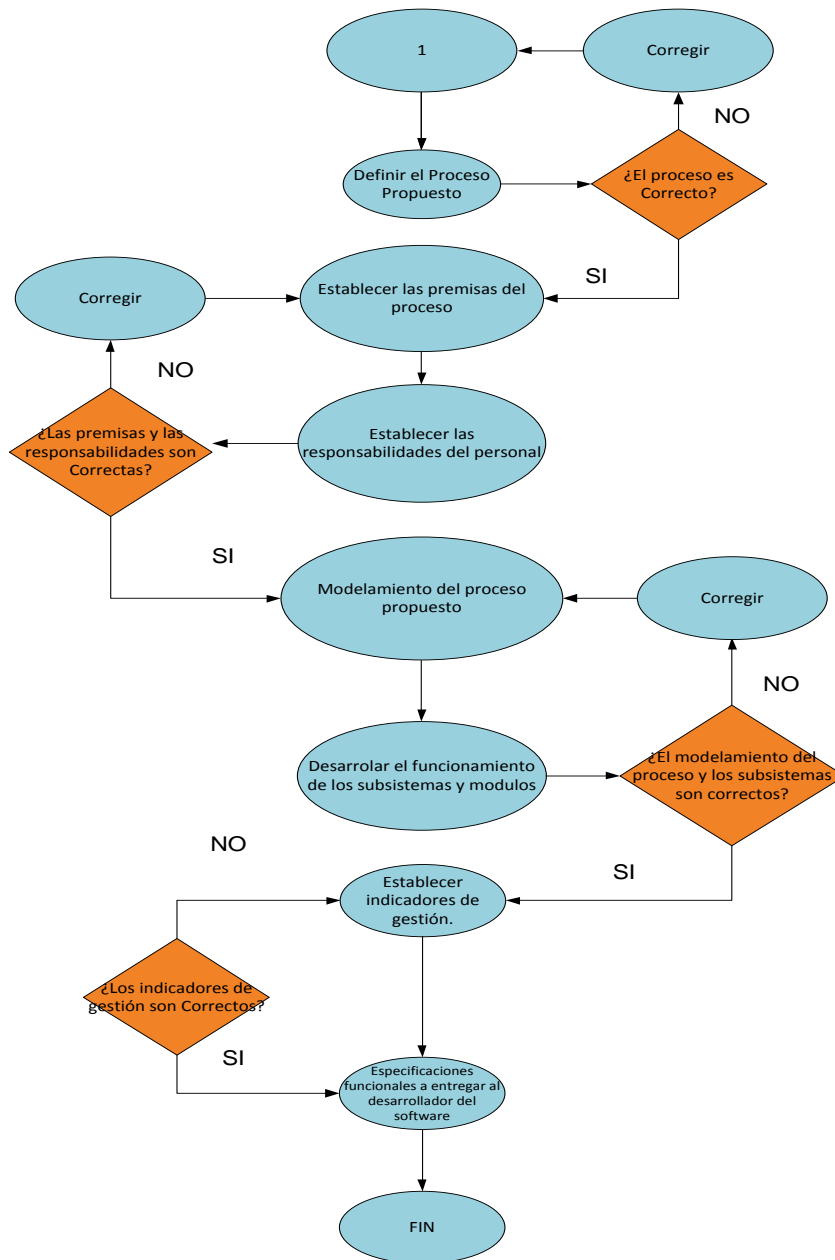 1
Corregir
NO
Definir el Proceso
Propuesto
¿El proceso es
Correcto?
SI
Establecer las premisas del
proceso
Corregir
NO
¿Las premisas y las
responsabilidades son
Correctas?
Establecer las
responsabilidades del personal
SI
Modelamiento del proceso
propuesto
Corregir
NO
Desarrolar el funcionamiento
de los subsistemas y modulos
¿El modelamiento del
proceso y los subsistemas
son correctos?
NO
SI
Establecer
indicadores de
gestión.
¿Los indicadores de
gestión son Correctos?
SI
Especificaciones
funcionales a entregar al
desarrollador del
software
FIN